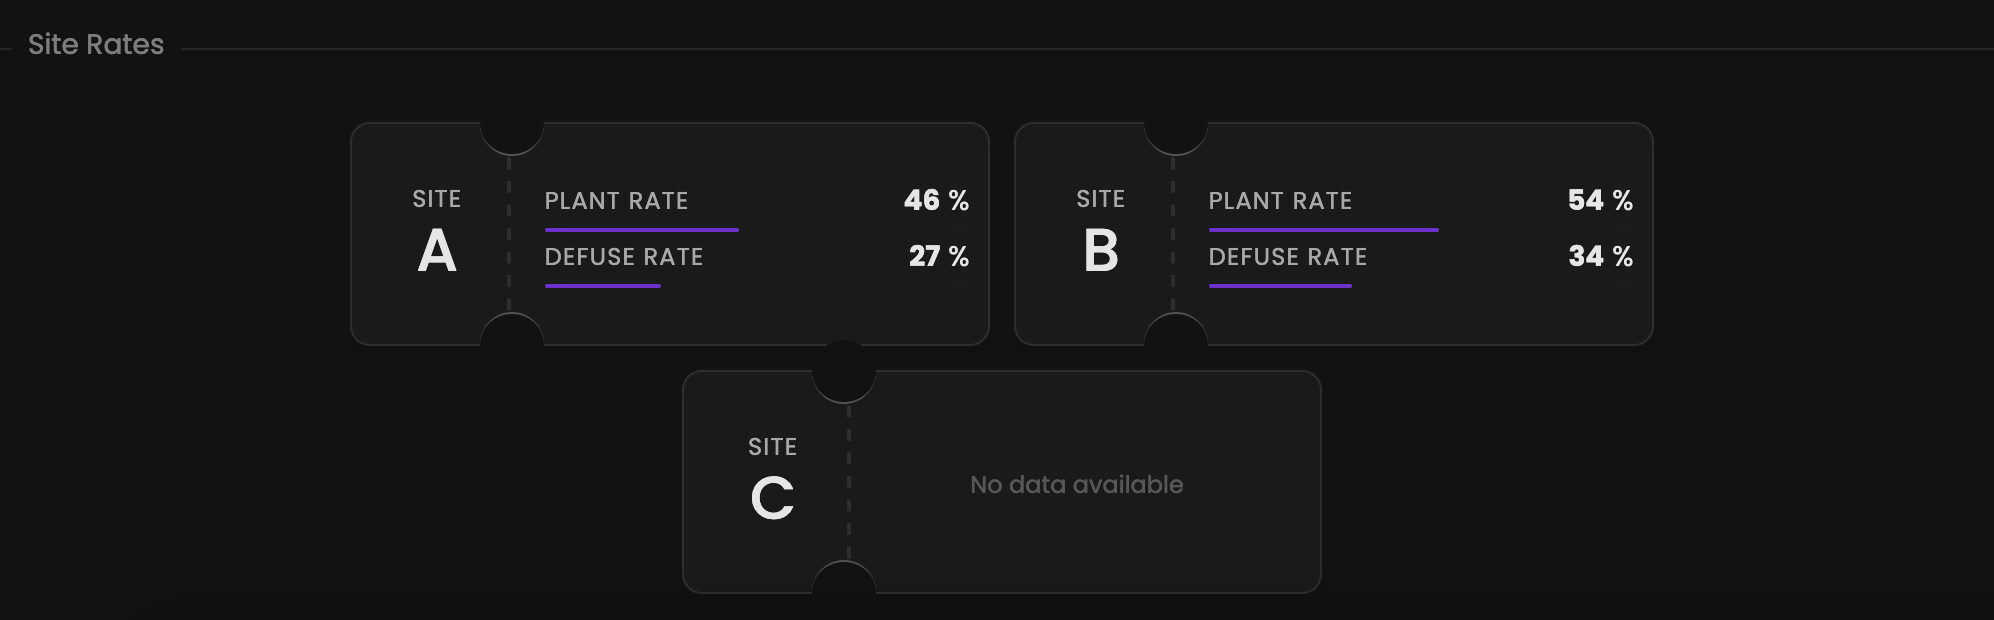 Site Rates
SITE
A
PLANT RATE 46 %
DEFUSE RATE 27 %
SITE
B
PLANT RATE 54 %
DEFUSE RATE 34 %
SITE
C
No data available